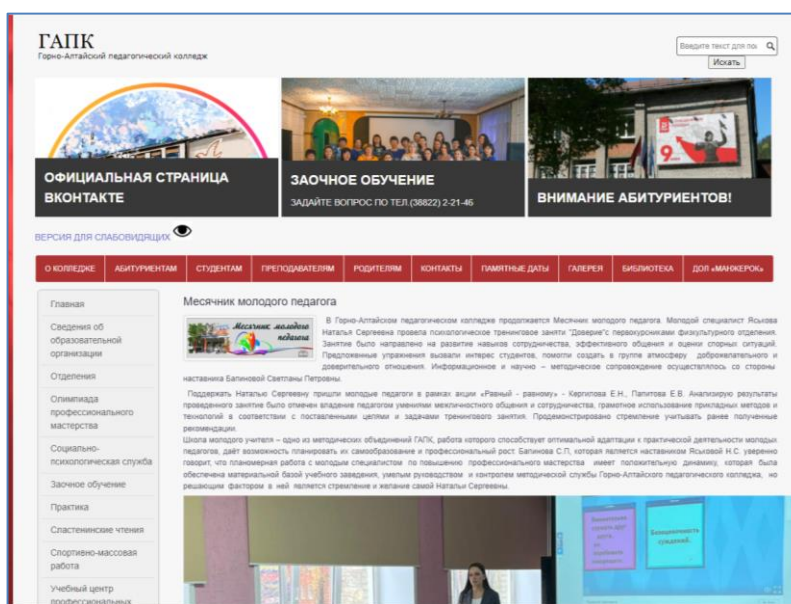 ГАПК
Горно-Алтайский педагогический колледж
Введите текст для пои
Искать
ОФИЦИАЛЬНАЯ СТРАНИЦА
ВКОНТАКТЕ
ЗАОЧНОЕ ОБУЧЕНИЕ
ЗАДАЙТЕ ВОПРОС ПО ТЕЛ.(38822) 2-21-46
ВНИМАНИЕ АБИТУРИЕНТОВ!
ВЕРСИЯ ДЛЯ СЛАБОВИДЯЩИХ
О КОЛЛЕДЖЕ АБИТУРИЕНТАМ СТУДЕНТАМ ПРЕПОДАВАТЕЛЯМ РОДИТЕЛЯМ КОНТАКТЫ ПАМЯТНЫЕ ДАТЫ ГАЛЕРЕЯ БИБЛИОТЕКА ДОЛ «МАНЖЕРОК»
Главная
Сведения об
образовательной
организации
Отделения
Олимпиада
профессионального
мастерства
Социально-
психологическая служба
Заочное обучение
Практика
Спастенинские чтения
Спортивно-массовая
работа
Учебный центр
профессиональных
Месячник молодого педагога
Месячник молодого
педагога
В Горно-Алтайском педагогическом колледже продолжается Месячник молодого педагога. Молодой специалист Яськова
Наталья Сергеевна провела психологическое тренинговое заняти "Доверие"с первокурсниками физкультурного отделения.
Занятие было направлено на развитие навыков сотрудничества, эффективного общения и оценки спорных ситуаций.
Предложенные упражнения вызвали интерес студентов, помогли создать в группе атмосферу доброжелательного и
доверительного отношения. Информационное и научно – методическое сопровождение осуществлялось со стороны
наставника Бапиновой Светланы Петровны.
Поддержать Наталью Сергеевну пришли молодые педагоги в рамках акции «Равный - равному» - Кергилова Е.Н., Папитова Е.В. Анализирую результаты
проведенного занятие было отмечен владение педагогом умениями межличностного общения и сотрудничества, грамотное использование прикладных методов и
технологий в соответствии с поставленными целями и задачами тренингового занятия. Продемонстрировано стремление учитывать ранее полученные
рекомендации.
Школа молодого учителя – одно из методических объединений ГАПК, работа которого способствует оптимальной адаптации к практической деятельности молодых
педагогов, даёт возможность планировать их самообразование и профессиональный рост. Бапинова С.П, которая является наставником Яськовой Н.С. уверенно
говорит, что планомерная работа с молодым специалистом по повышению профессионального мастерства имеет положительную динамику, которая была
обеспечена материальной базой учебного заведения, умелым руководством и контролем методической службы Горно-Алтайского педагогического колледжа, но
решающим фактором в ней является стремление и желание самой Натальи Сергеевны.